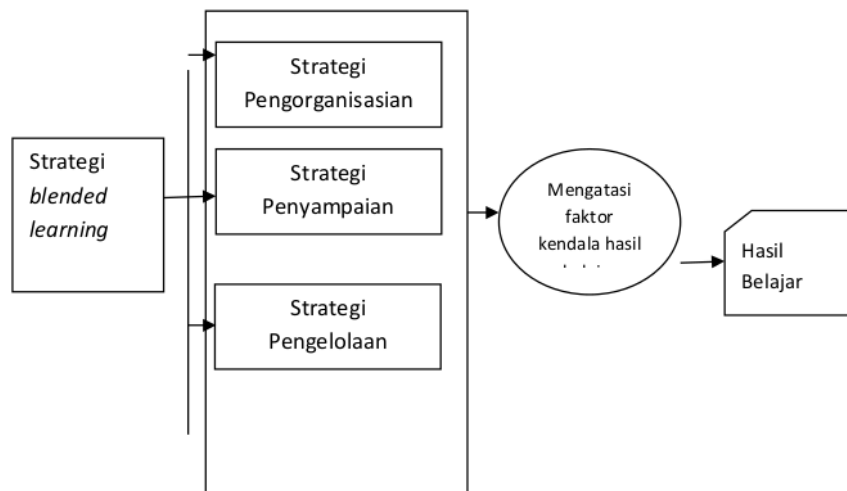 Strategi
blended
learning
Strategi
Pengorganisasian
Strategi
Penyampaian
Strategi
Pengelolaan
Mengatasi
faktor
kendala hasil
Hasil
Belajar